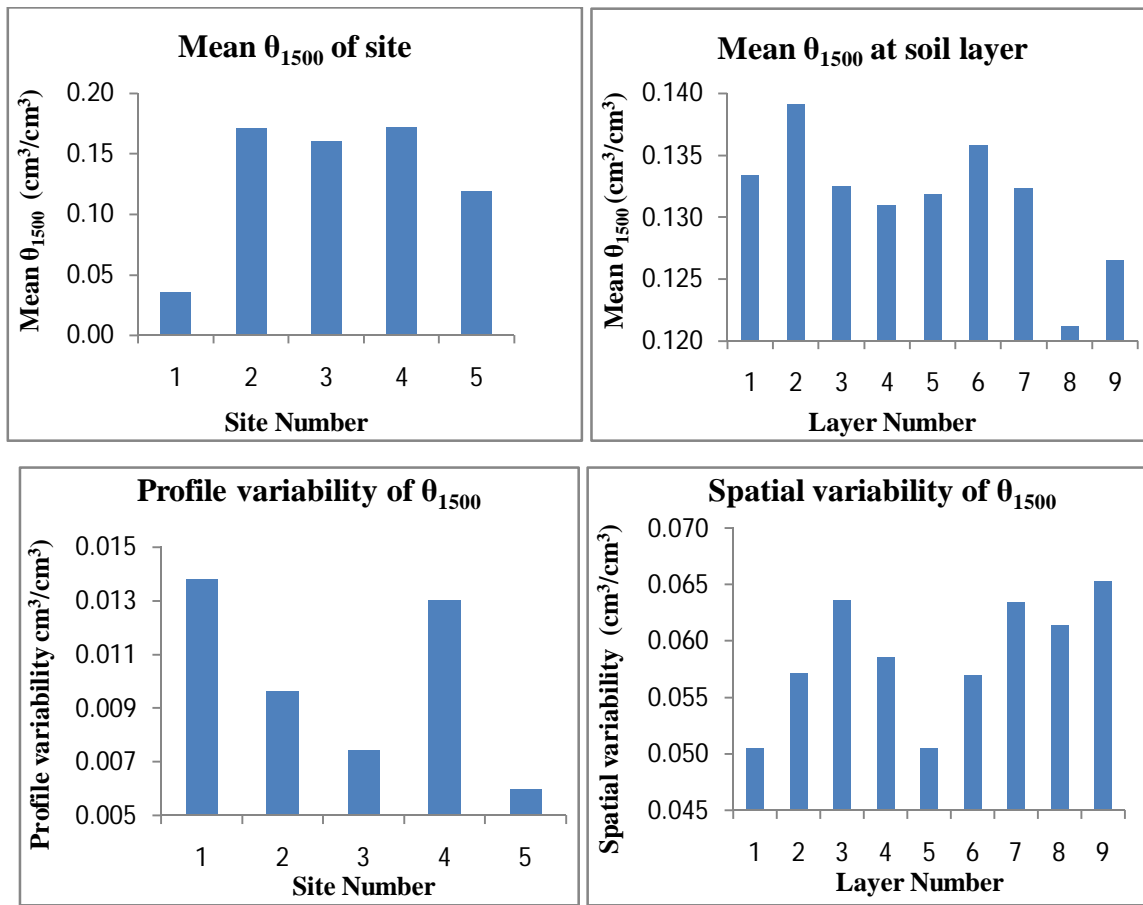 Mean θ1500 of site
Mean θ1500 (cm³/cm³)
0.20
0.15
0.10
0.05
0.00
1 2 3 4 5
Site Number
Mean θ1500 at soil layer
Mean θ1500 (cm³/cm³)
0.140
0.135
0.130
0.125
0.120
1 2 3 4 5 6 7 8 9
Layer Number
Profile variability of θ1500
Profile variability cm³/cm³
0.015
0.013
0.011
0.009
0.007
0.005
1 2 3 4 5
Site Number
Spatial variability of θ1500
Spatial variability (cm³/cm³)
0.070
0.065
0.060
0.055
0.050
0.045
1 2 3 4 5 6 7 8 9
Layer Number